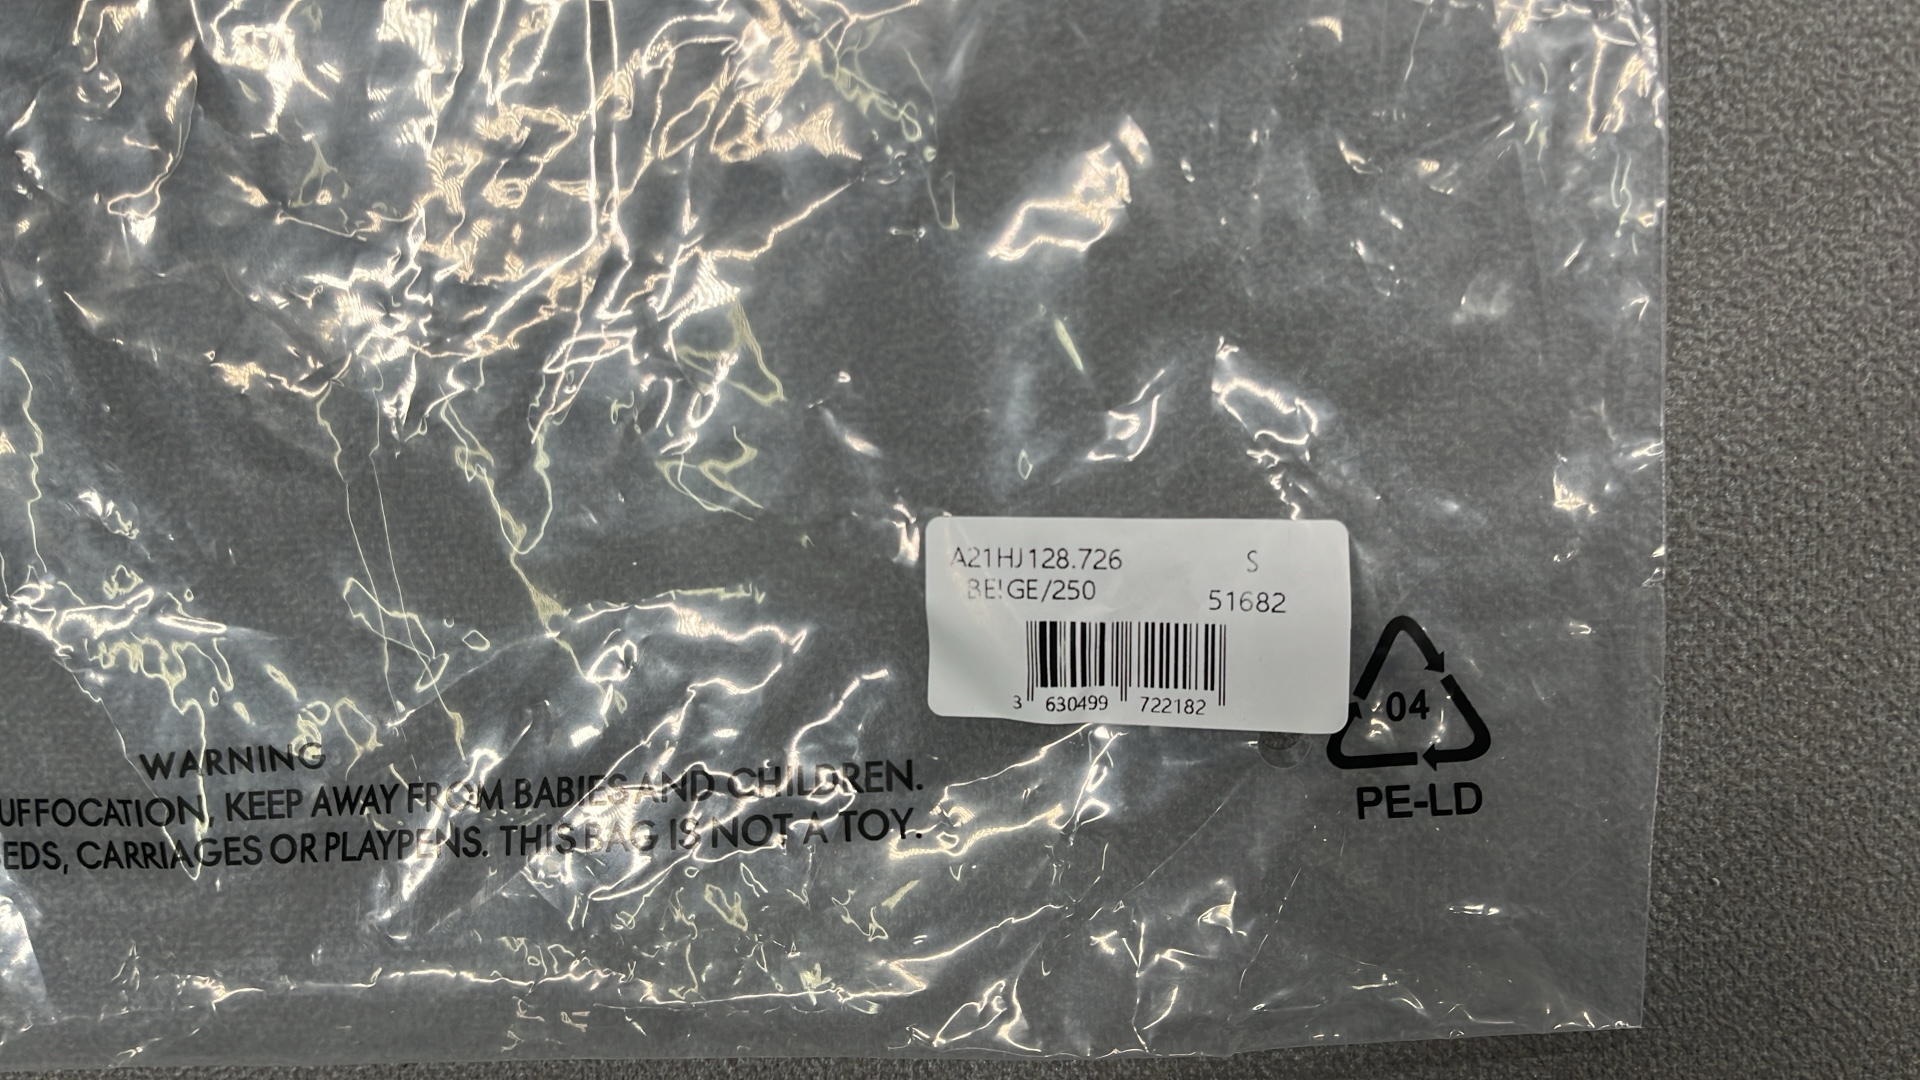 A21HJ128.726 S
BEIGE/250 51682
3 630499 722182
04
PE-LD
WARNING
UFFOCATION, KEEP AWAY FROM BABIES AND CHILDREN.
EDS, CARRIAGES OR PLAYPENS. THIS BAG IS NOT A TOY.